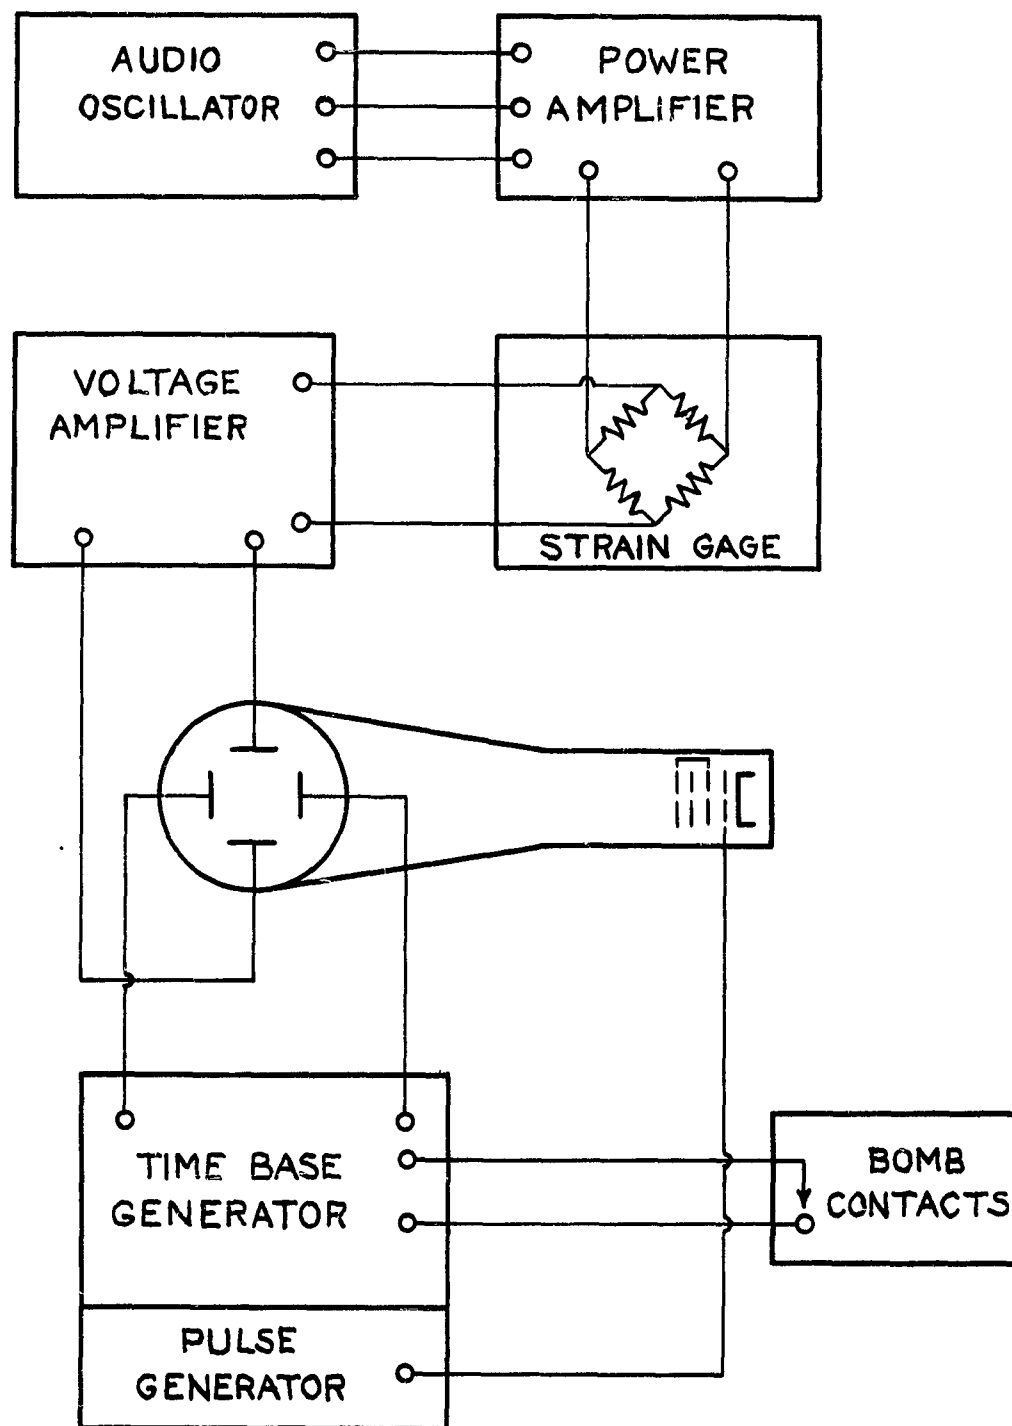 AUDIO
OSCILLATOR
POWER
AMPLIFIER
VOLTAGE
AMPLIFIER
STRAIN GAGE
TIME BASE
GENERATOR
BOMB
CONTACTS
PULSE
GENERATOR